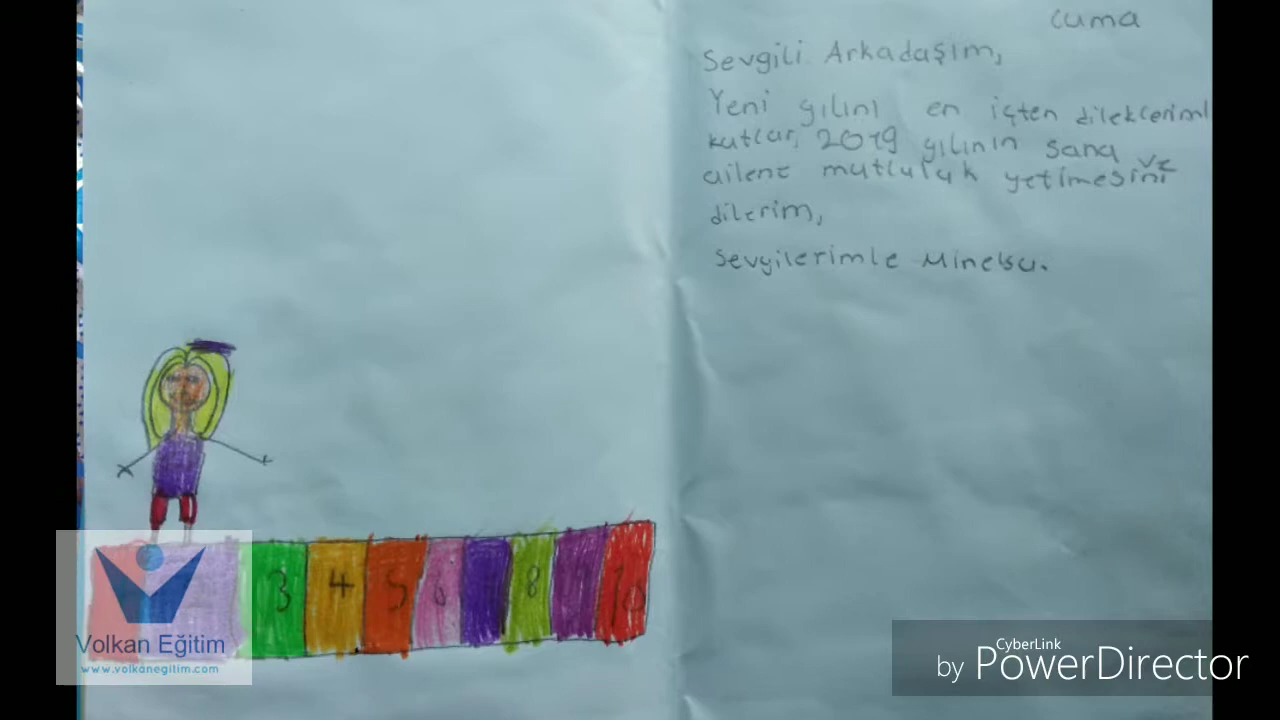 cuma
Sevgili Arkadaşım,
Yeni yılını en içten dilekleriml
kutlar, 2019 yılının sana ve
ailene mutluluk getirmesini
dilerim,
Sevgilerimle Minelsu.
3 4 5 6 8 10
Volkan Eğitim
www.volkanegitim.com
CyberLink
by PowerDirector